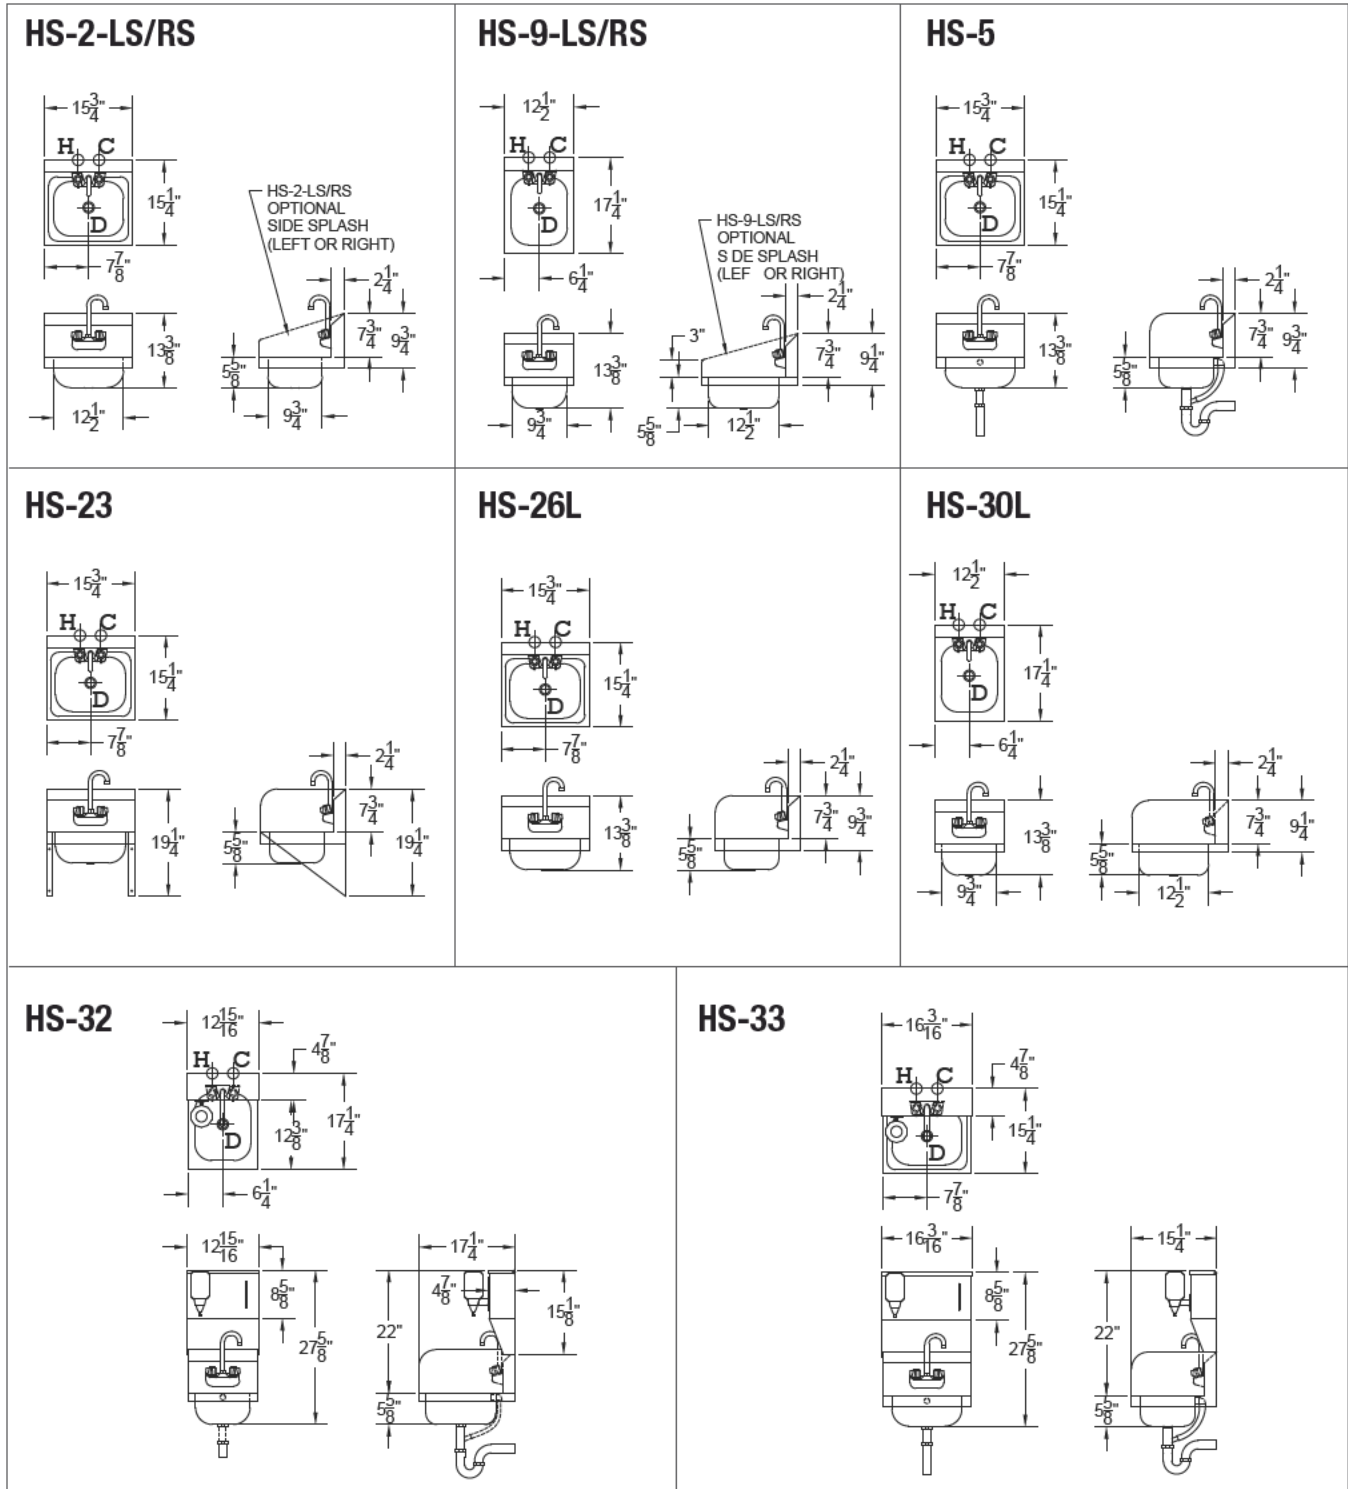 HS-2-LS/RS
15 3/4"
H C
15 1/4"
D
7 7/8"
HS-2-LS/RS
OPTIONAL
SIDE SPLASH
(LEFT OR RIGHT)
2 1/4"
13 3/8"
7 3/4"
9 3/4"
5 5/8"
12 1/2"
9 3/4"
HS-9-LS/RS
12 1/2"
H C
17 1/4"
D
6 1/4"
HS-9-LS/RS
OPTIONAL
S DE SPLASH
(LEF OR RIGHT)
2 1/4"
3"
13 3/8"
7 3/4"
9 1/4"
9 3/4"
5 5/8"
12 1/2"
HS-5
15 3/4"
H C
15 1/4"
D
7 7/8"
2 1/4"
13 3/8"
7 3/4"
9 3/4"
5 5/8"
HS-23
15 3/4"
H C
15 1/4"
D
7 7/8"
2 1/4"
19 1/4"
7 3/4"
5 5/8"
19 1/4"
HS-26L
15 3/4"
H C
15 1/4"
D
7 7/8"
2 1/4"
13 3/8"
7 3/4"
9 3/4"
5 5/8"
HS-30L
12 1/2"
H C
17 1/4"
D
6 1/4"
2 1/4"
13 3/8"
7 3/4"
9 1/4"
5 5/8"
9 3/4"
12 1/2"
HS-32
12 15/16"
4 7/8"
H C
17 1/4"
12 3/8"
D
6 1/4"
12 15/16"
17 1/4"
8 5/8"
4 7/8"
15 1/8"
27 5/8"
22"
5 5/8"
HS-33
16 3/16"
4 7/8"
H C
15 1/4"
D
7 7/8"
16 3/16"
15 1/4"
8 5/8"
27 5/8"
22"
5 5/8"